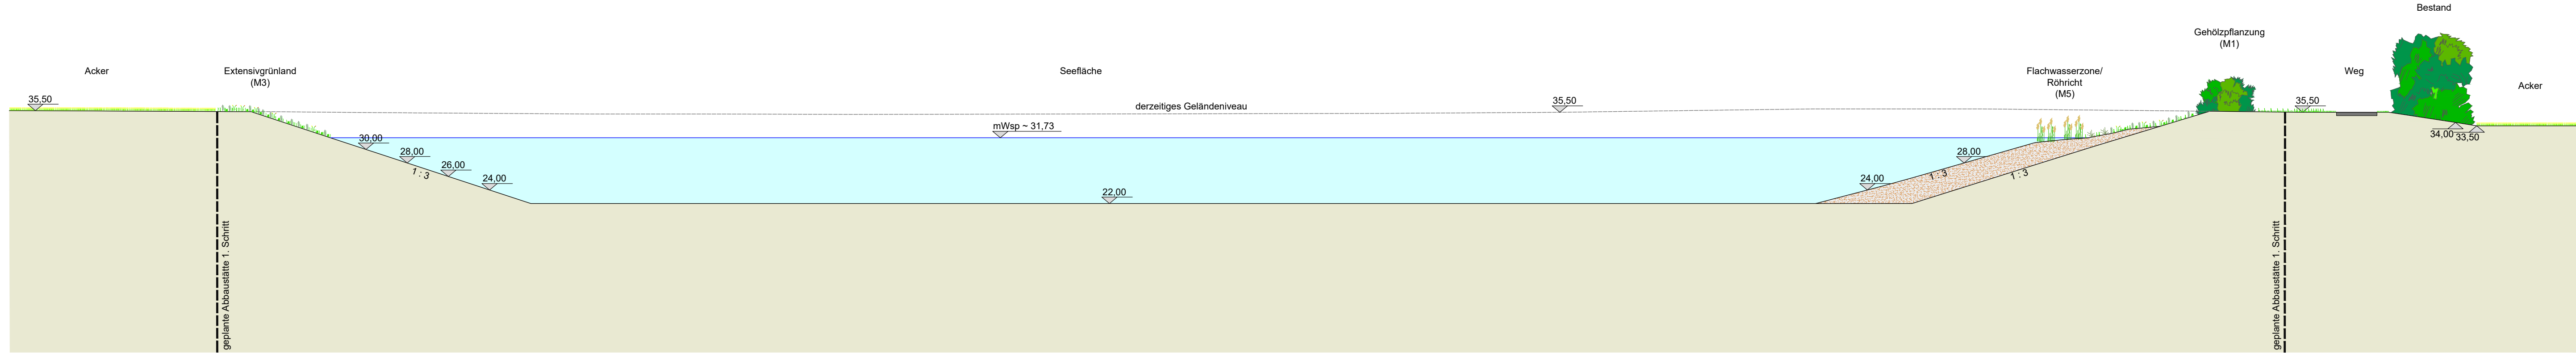 Bestand
Gehölzpflanzung
(M1)
Acker
Extensivgrünland
(M3)
Seefläche
Flachwasserzone/
Röhricht
(M5)
Weg
Acker
35,50
derzeitiges Geländeniveau
35,50
35,50
mWsp ~ 31,73
30,00
28,00
26,00
24,00
1 : 3
22,00
28,00
24,00
1 : 3
1 : 3
34,00
33,50
geplante Abbaustätte 1. Schritt
geplante Abbaustätte 1. Schritt